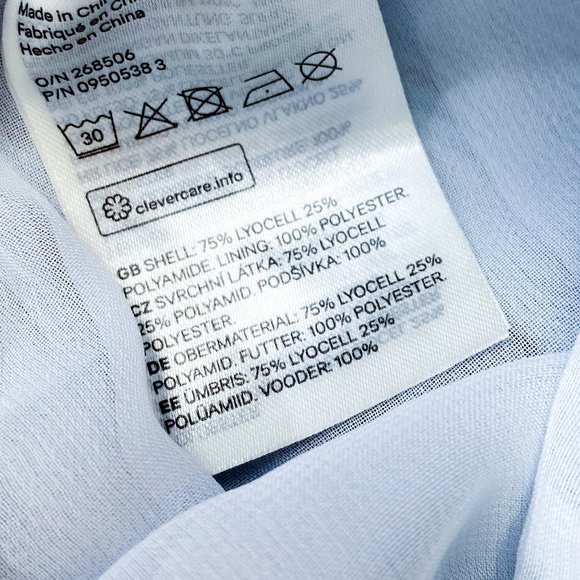 Made in Chi
Fabriqué en Ch
Hecho en China
O/N 268506
P/N 0950538 3
30
clevercare.info
GB SHELL: 75% LYOCELL 25%
POLYAMIDE. LINING: 100% POLYESTER.
CZ SVRCHNÍ LÁTKA: 75% LYOCELL
25% POLYAMID. PODŠÍVKA: 100%
POLYESTER.
DE OBERMATERIAL: 75% LYOCELL 25%
POLYAMID. FUTTER: 100% POLYESTER.
EE ÜMBRIS: 75% LYOCELL 25%
POLÜAMIID. VOODER: 100%